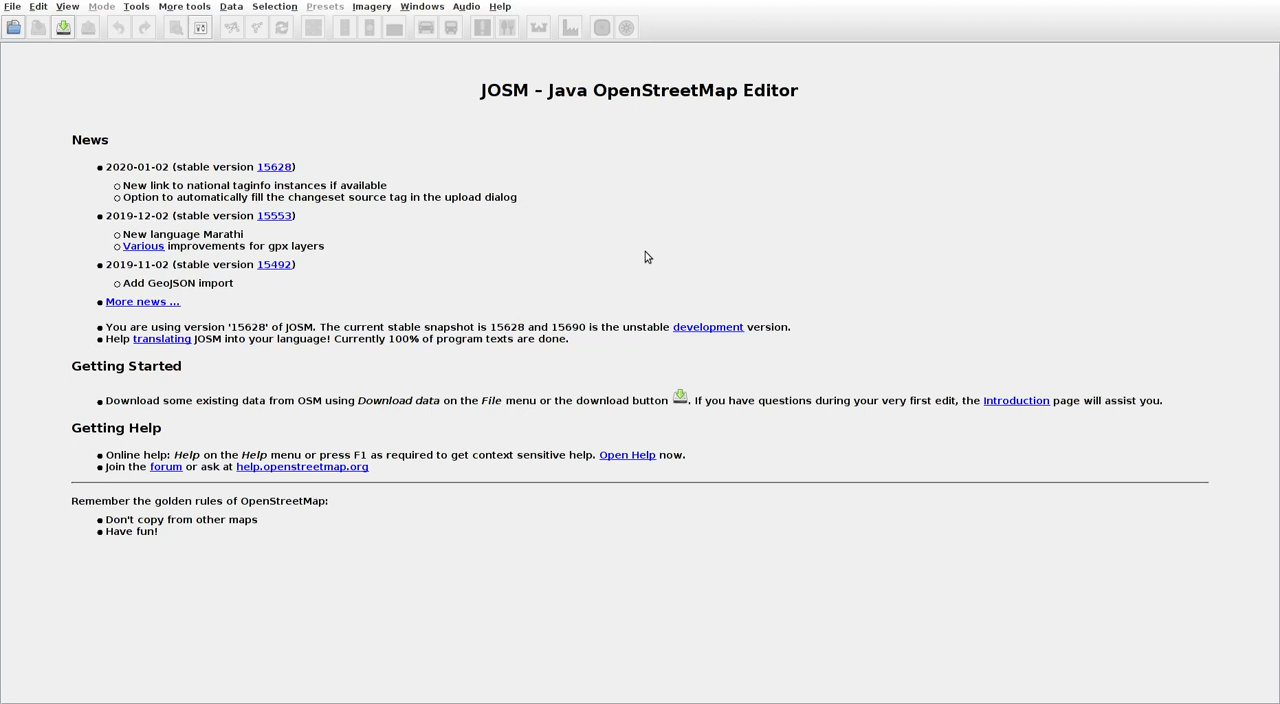 File Edit View Mode Tools More tools Data Selection Presets Imagery Windows Audio Help
JOSM – Java OpenStreetMap Editor
News
2020-01-02 (stable version 15628)
New link to national taginfo instances if available
Option to automatically fill the changeset source tag in the upload dialog
2019-12-02 (stable version 15553)
New language Marathi
Various improvements for gpx layers
2019-11-02 (stable version 15492)
Add GeoJSON import
More news ...
You are using version '15628' of JOSM. The current stable snapshot is 15628 and 15690 is the unstable development version.
Help translating JOSM into your language! Currently 100% of program texts are done.
Getting Started
Download some existing data from OSM using Download data on the File menu or the download button . If you have questions during your very first edit, the Introduction page will assist you.
Getting Help
Online help: Help on the Help menu or press F1 as required to get context sensitive help. Open Help now.
Join the forum or ask at help.openstreetmap.org
Remember the golden rules of OpenStreetMap:
Don't copy from other maps
Have fun!